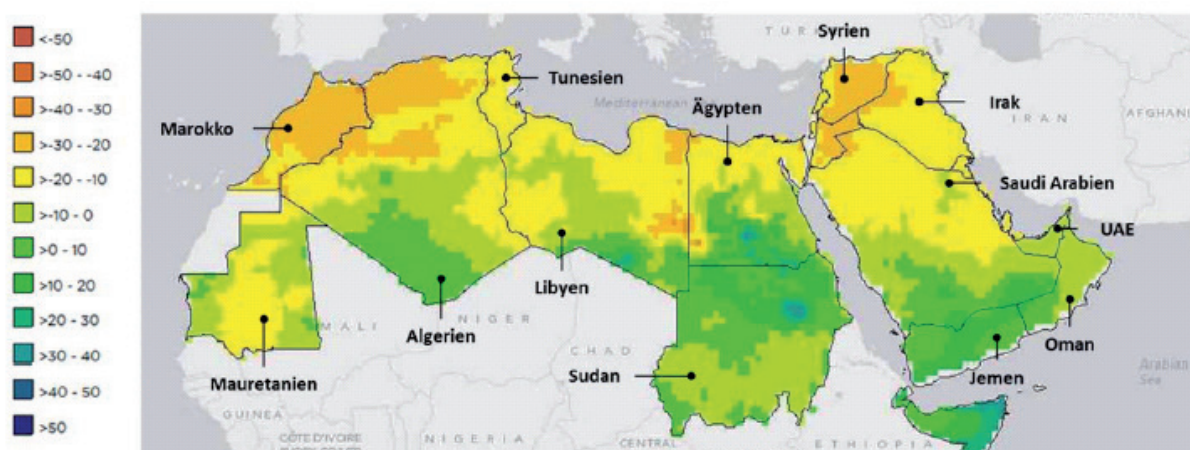 <-50
>-50 - -40
>-40 - -30
>-30 - -20
>-20 - -10
>-10 - 0
>0 - 10
>10 - 20
>20 - 30
>30 - 40
>40 - 50
>50
Syrien
Tunesien
Mediterranean
Ägypten
Irak
IRAN
AFGHANI
Marokko
Saudi Arabien
UAE
Libyen
MALI
NIGER
Algerien
Oman
CHAD
Sudan
Jemen
Arabian
Sea
Mauretanien
GUINEA
CÔTE D'IVOIRE
NIGERIA
CENTRAL
ETHIOPIA